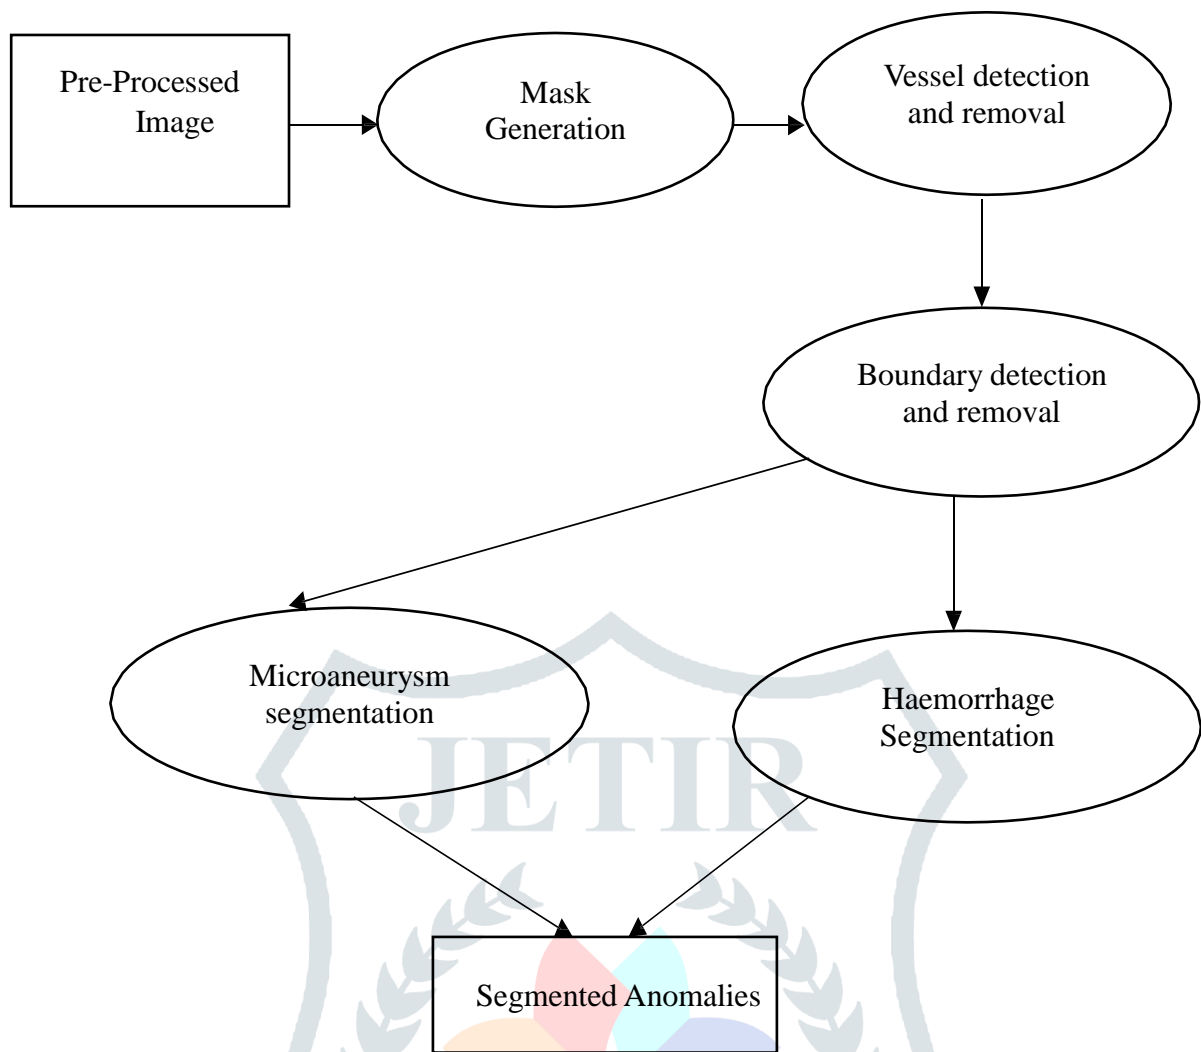 Pre-Processed
Image
Mask
Generation
Vessel detection
and removal
Boundary detection
and removal
Microaneurysm
segmentation
Haemorrhage
Segmentation
JETIR
Segmented Anomalies